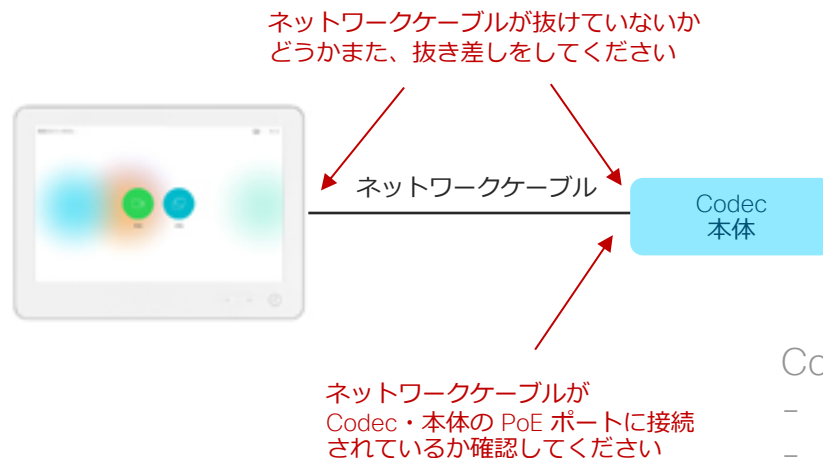 ネットワークケーブルが抜けていないか
どうかまた、抜き差しをしてください
ネットワークケーブル
Codec
本体
ネットワークケーブルが
Codec・本体の PoE ポートに接続
されているか確認してください
-
-